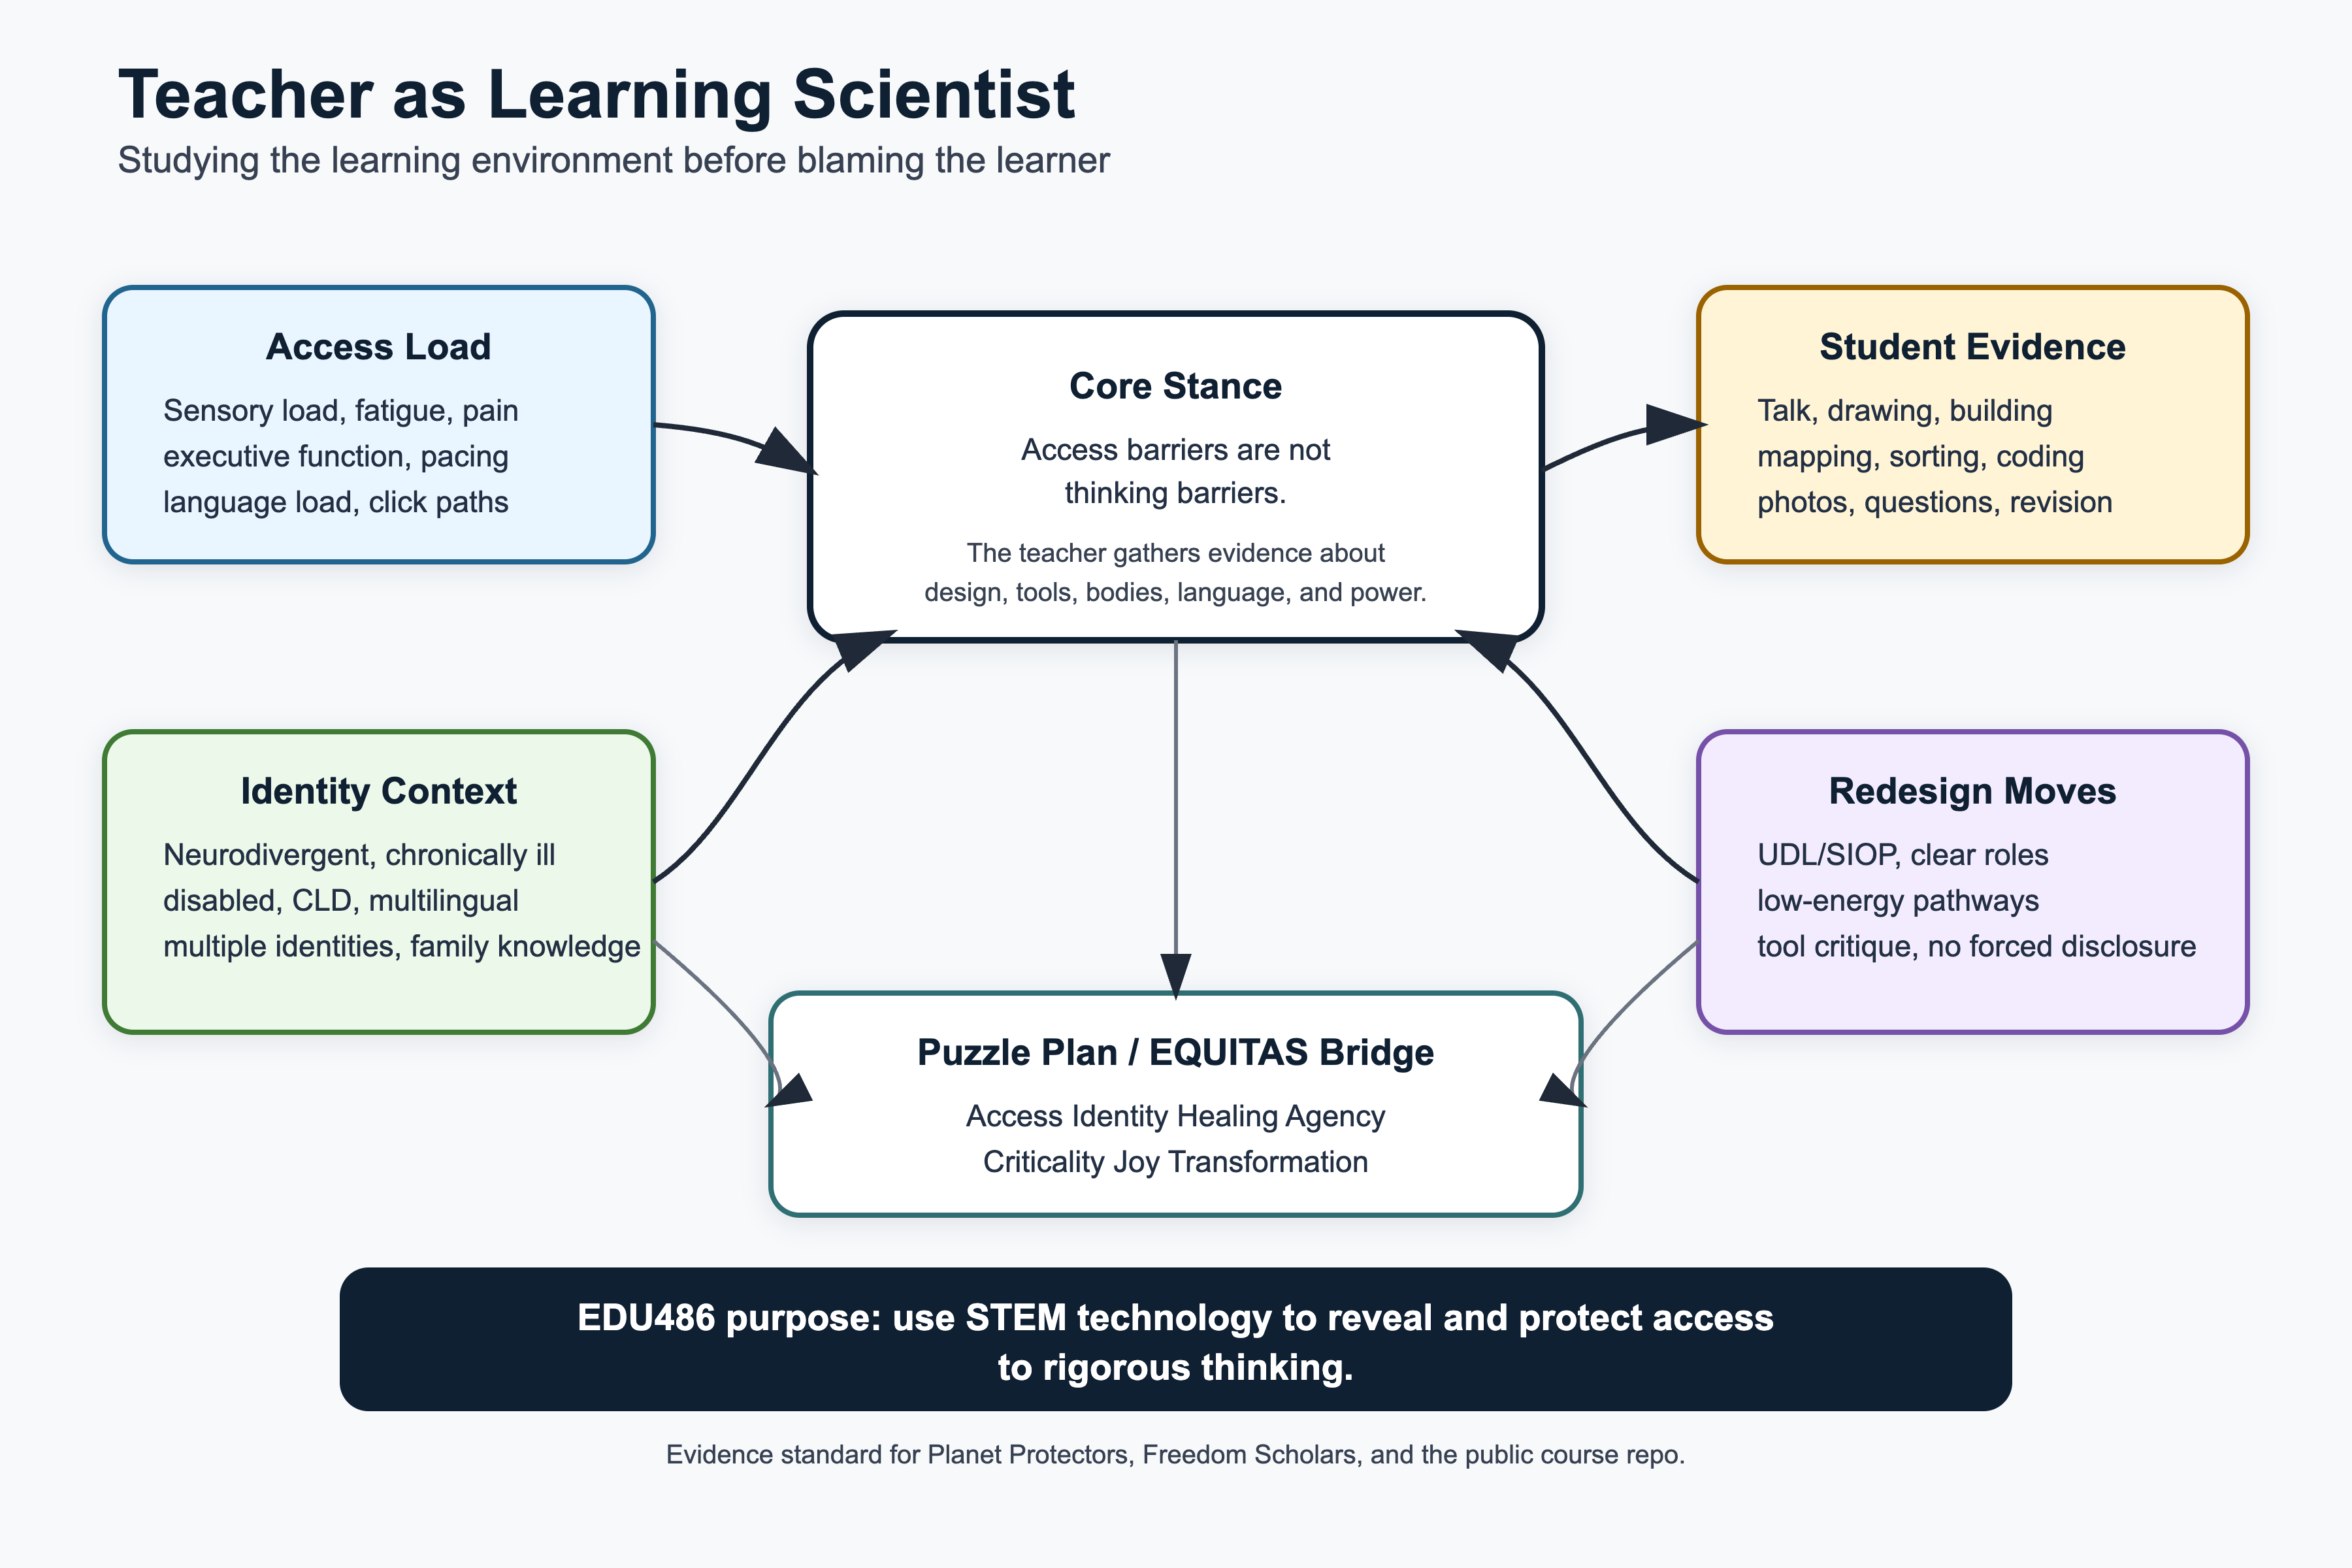 Teacher as Learning Scientist
Studying the learning environment before blaming the learner
Access Load
Sensory load, fatigue, pain
executive function, pacing
language load, click paths
Core Stance
Access barriers are not
thinking barriers.
The teacher gathers evidence about
design, tools, bodies, language, and power.
Student Evidence
Talk, drawing, building
mapping, sorting, coding
photos, questions, revision
Identity Context
Neurodivergent, chronically ill
disabled, CLD, multilingual
multiple identities, family knowledge
Redesign Moves
UDL/SIOP, clear roles
low-energy pathways
tool critique, no forced disclosure
Puzzle Plan / EQUITAS Bridge
Access Identity Healing Agency
Criticality Joy Transformation
EDU486 purpose: use STEM technology to reveal and protect access
to rigorous thinking.
Evidence standard for Planet Protectors, Freedom Scholars, and the public course repo.